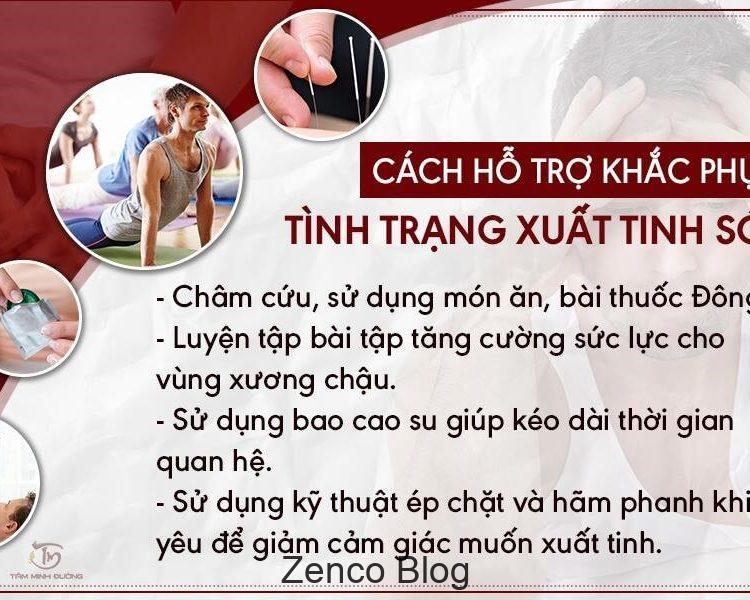 CÁCH HỖ TRỢ KHẮC PHỤ
TÌNH TRẠNG XUẤT TINH SƠ
- Châm cứu, sử dụng món ăn, bài thuốc Đông
- Luyện tập bài tập tăng cường sức lực cho
vùng xương chậu.
- Sử dụng bao cao su giúp kéo dài thời gian
quan hệ.
- Sử dụng kỹ thuật ép chặt và hãm phanh khi
yêu để giảm cảm giác muốn xuất tinh.
Zenco Blog
TÂM MINH ĐƯỜNG